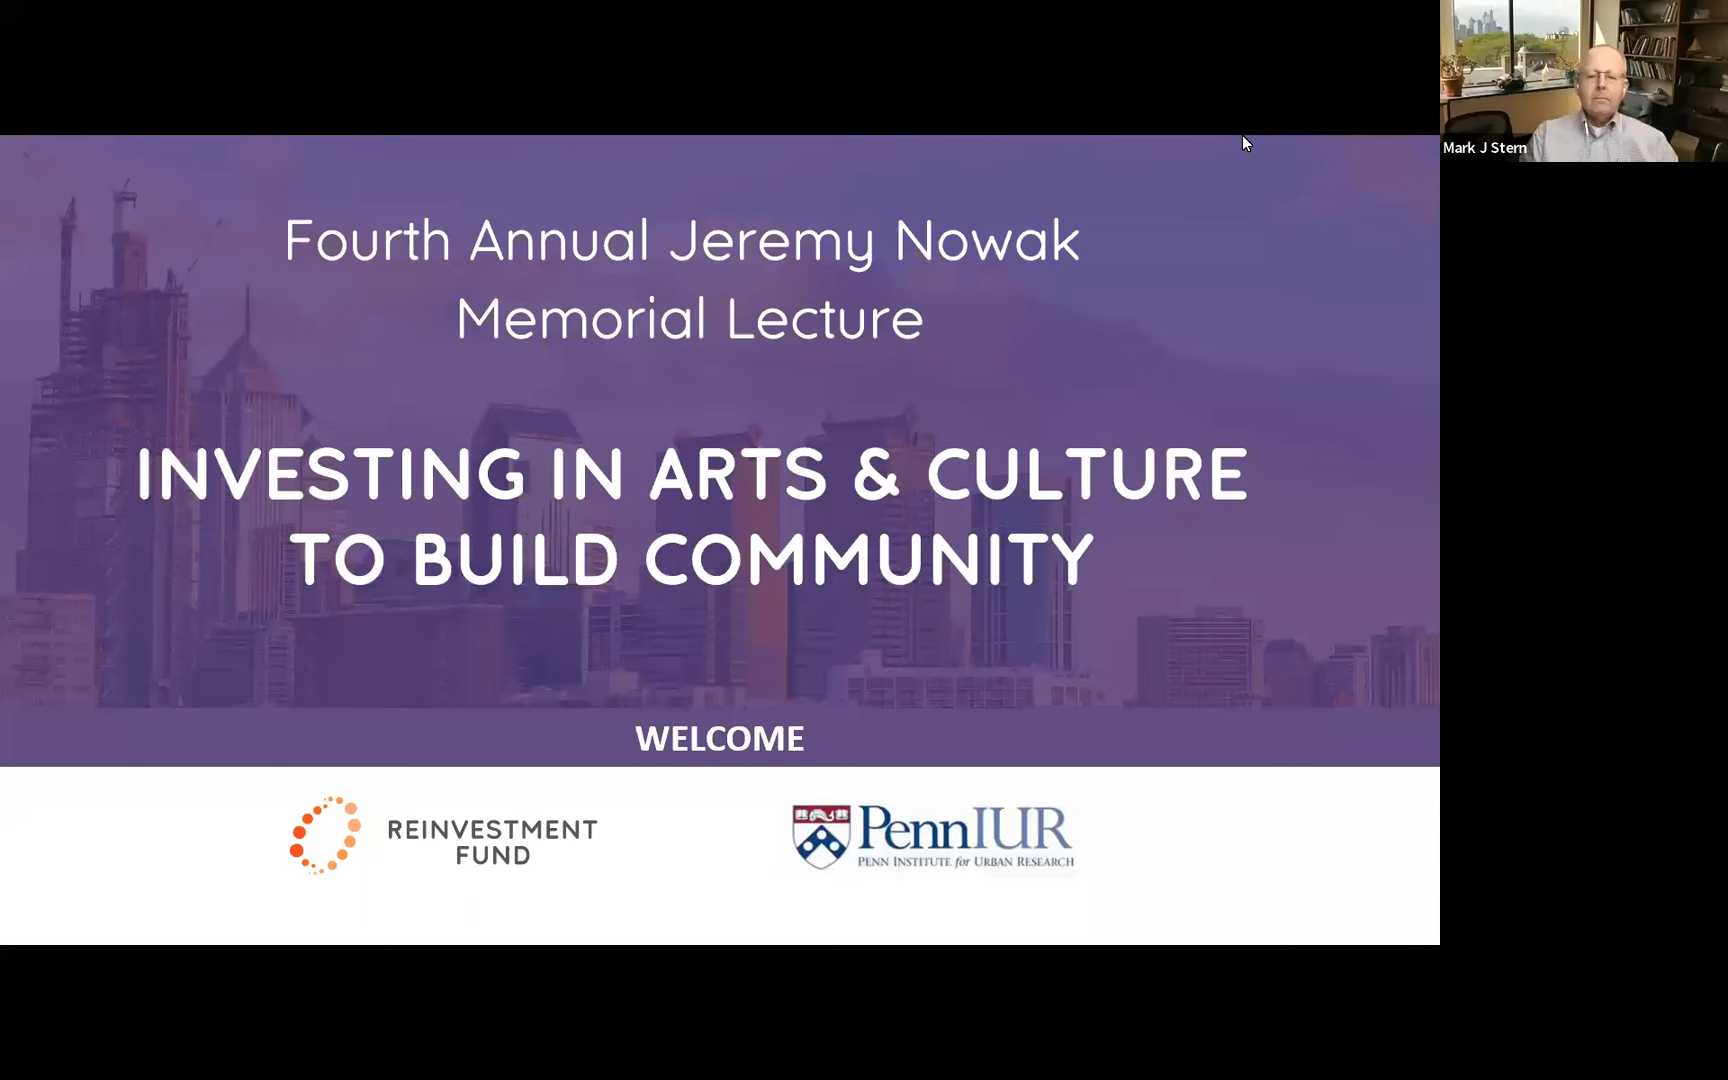 Mark J Stern
Fourth Annual Jeremy Nowak
Memorial Lecture
INVESTING IN ARTS & CULTURE
TO BUILD COMMUNITY
WELCOME
REINVESTMENT
FUND
PennIUR
PENN INSTITUTE for URBAN RESEARCH